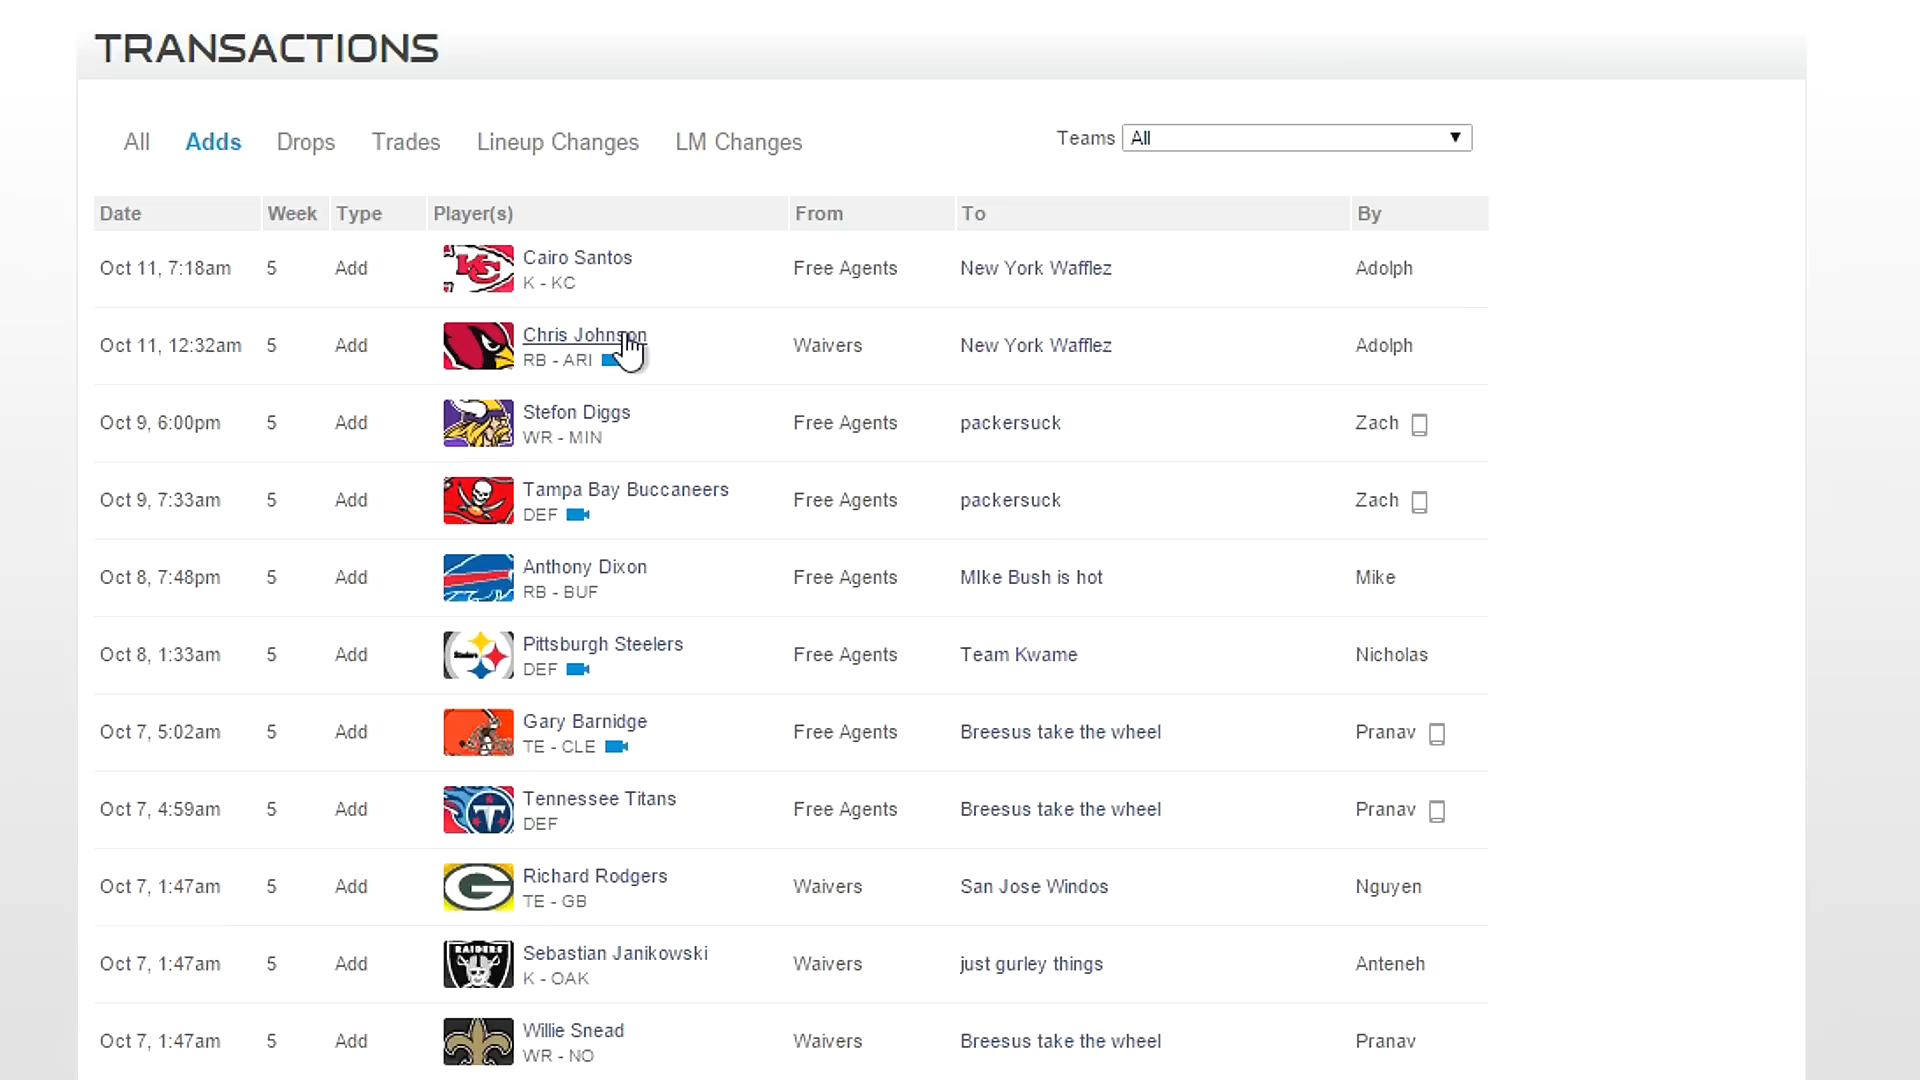 TRANSACTIONS
All Adds Drops Trades Lineup Changes LM Changes Teams All
Date Week Type Player(s) From To By
Oct 11, 7:18am 5 Add Cairo Santos Free Agents New York Wafflez Adolph
K - KC
Oct 11, 12:32am 5 Add Chris Johnson Waivers New York Wafflez Adolph
RB - ARI
Oct 9, 6:00pm 5 Add Stefon Diggs Free Agents packersuck Zach
WR - MIN
Oct 9, 7:33am 5 Add Tampa Bay Buccaneers Free Agents packersuck Zach
DEF
Oct 8, 7:48pm 5 Add Anthony Dixon Free Agents MIke Bush is hot Mike
RB - BUF
Oct 8, 1:33am 5 Add Pittsburgh Steelers Free Agents Team Kwame Nicholas
DEF
Oct 7, 5:02am 5 Add Gary Barnidge Free Agents Breesus take the wheel Pranav
TE - CLE
Oct 7, 4:59am 5 Add Tennessee Titans Free Agents Breesus take the wheel Pranav
DEF
Oct 7, 1:47am 5 Add Richard Rodgers Waivers San Jose Windos Nguyen
TE - GB
Oct 7, 1:47am 5 Add Sebastian Janikowski Waivers just gurley things Anteneh
K - OAK
Oct 7, 1:47am 5 Add Willie Snead Waivers Breesus take the wheel Pranav
WR - NO